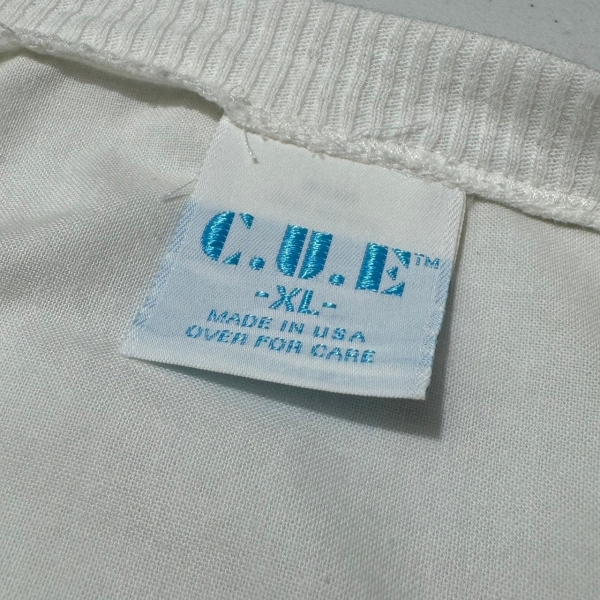 C.U.E™
-XL-
MADE IN USA
OVER FOR CARE